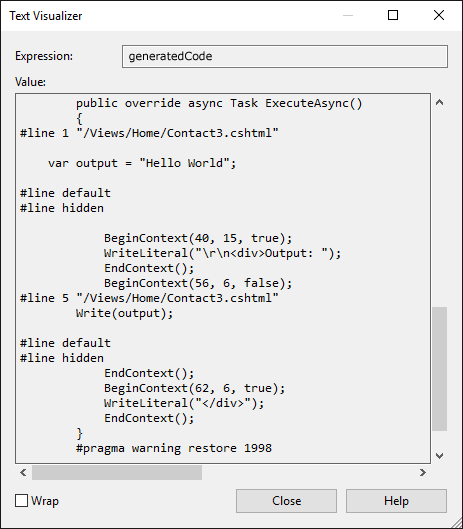 Text Visualizer
Expression: generatedCode
Value:
public override async Task ExecuteAsync()
{
#line 1 "/Views/Home/Contact3.cshtml"
var output = "Hello World";
#line default
#line hidden
BeginContext(40, 15, true);
WriteLiteral("\r\n<div>Output: ");
EndContext();
BeginContext(56, 6, false);
#line 5 "/Views/Home/Contact3.cshtml"
Write(output);
#line default
#line hidden
EndContext();
BeginContext(62, 6, true);
WriteLiteral("</div>");
EndContext();
}
#pragma warning restore 1998
Wrap Close Help